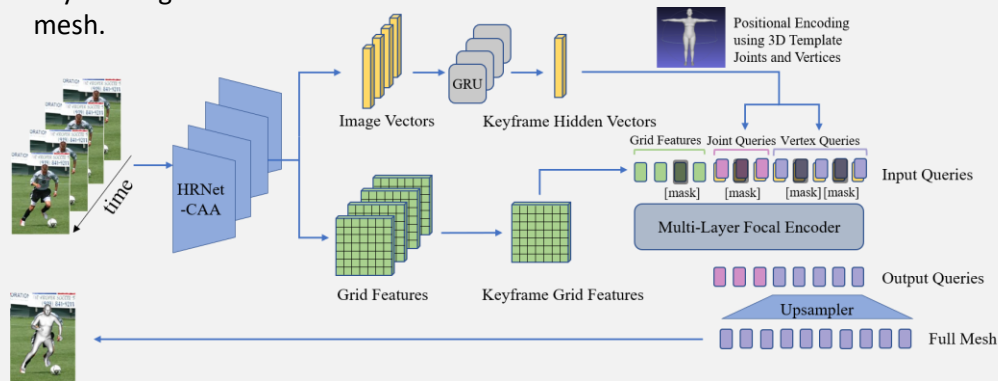 mesh.
Positional Encoding
using 3D Template
Joints and Vertices
GRU
Image Vectors
Keyframe Hidden Vectors
Grid Features
Joint Queries
Vertex Queries
time
HRNet
-CAA
Input Queries
[mask]
[mask]
[mask]
[mask]
Multi-Layer Focal Encoder
Grid Features
Keyframe Grid Features
Output Queries
Upsampler
Full Mesh